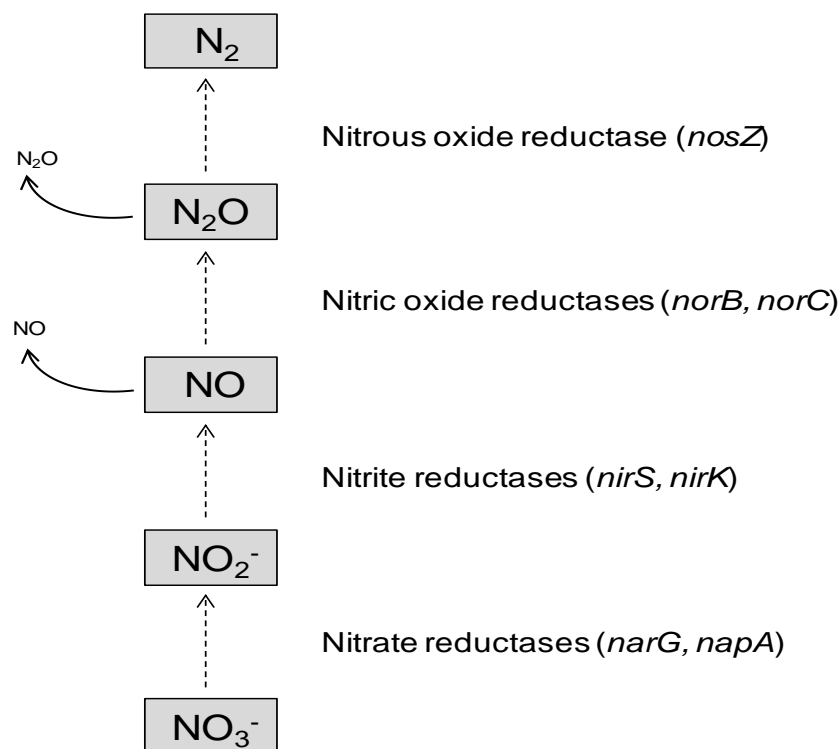 N₂
Nitrous oxide reductase (nosZ)
N₂O
N₂O
Nitric oxide reductases (norB, norC)
NO
NO
Nitrite reductases (nirS, nirK)
NO₂⁻
Nitrate reductases (narG, napA)
NO₃⁻